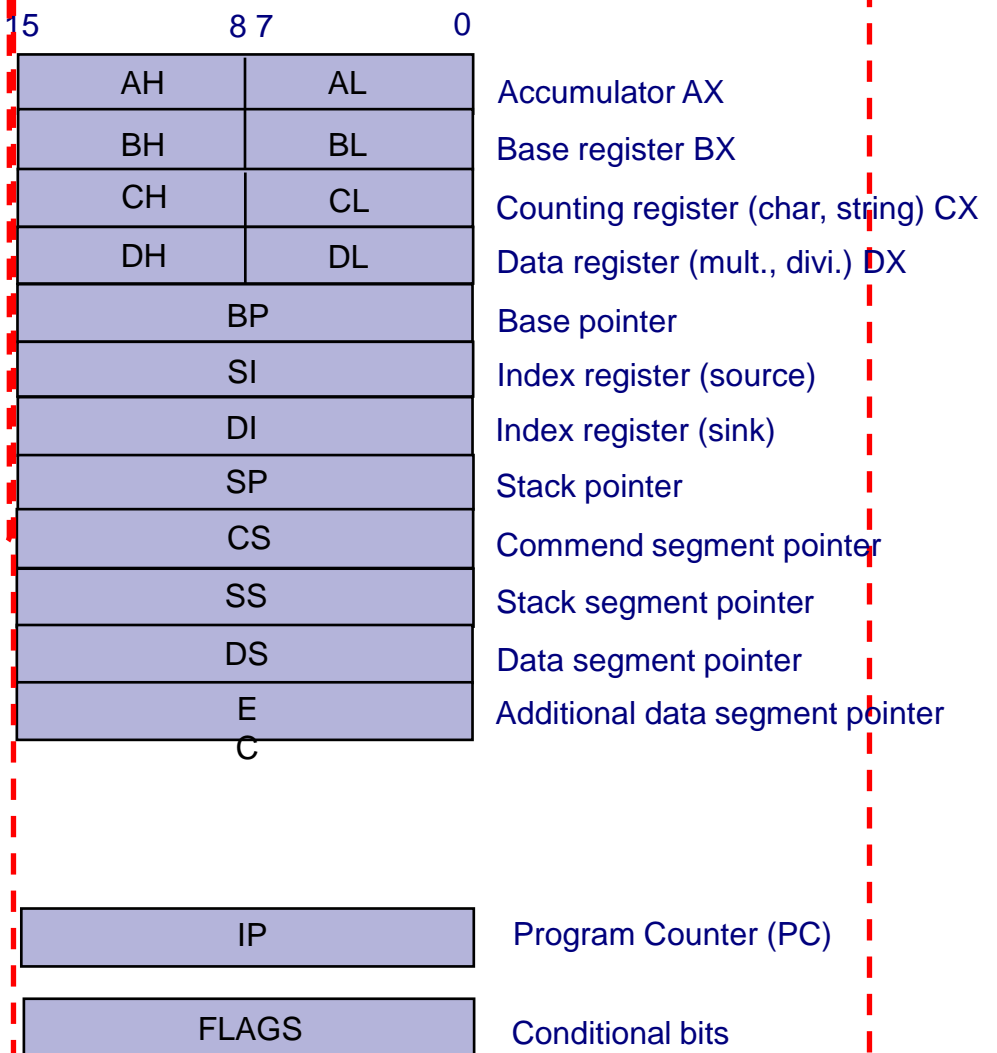 15 8 7 0
AH AL Accumulator AX
BH BL Base register BX
CH CL Counting register (char, string) CX
DH DL Data register (mult., divi.) DX
BP Base pointer
SI Index register (source)
DI Index register (sink)
SP Stack pointer
CS Commend segment pointer
SS Stack segment pointer
DS Data segment pointer
E Additional data segment pointer
C
IP Program Counter (PC)
FLAGS Conditional bits